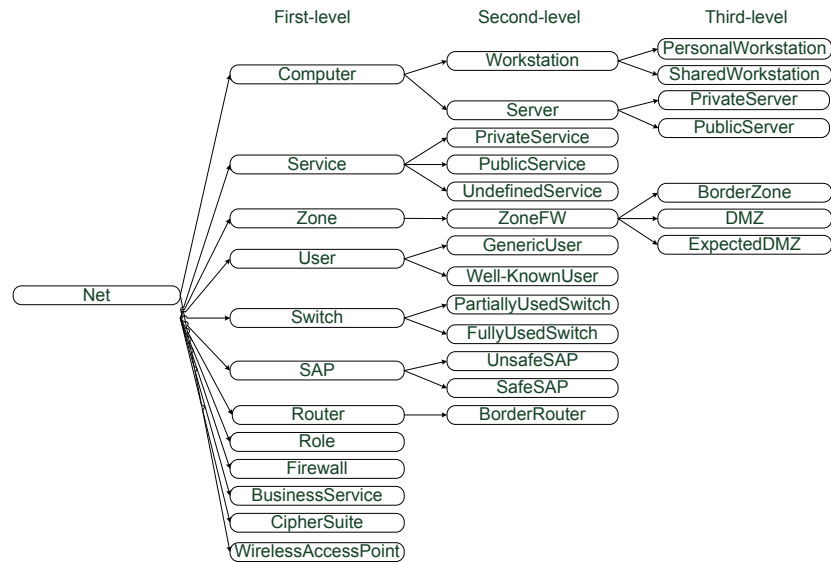 First-level Second-level Third-level
PersonalWorkstation
Workstation
Computer
SharedWorkstation
PrivateServer
Server
PublicServer
PrivateService
Service
PublicService
UndefinedService
BorderZone
Zone
ZoneFW
DMZ
ExpectedDMZ
GenericUser
User
Well-KnownUser
Net
PartiallyUsedSwitch
Switch
FullyUsedSwitch
UnsafeSAP
SAP
SafeSAP
Router
BorderRouter
Role
Firewall
BusinessService
CipherSuite
WirelessAccessPoint